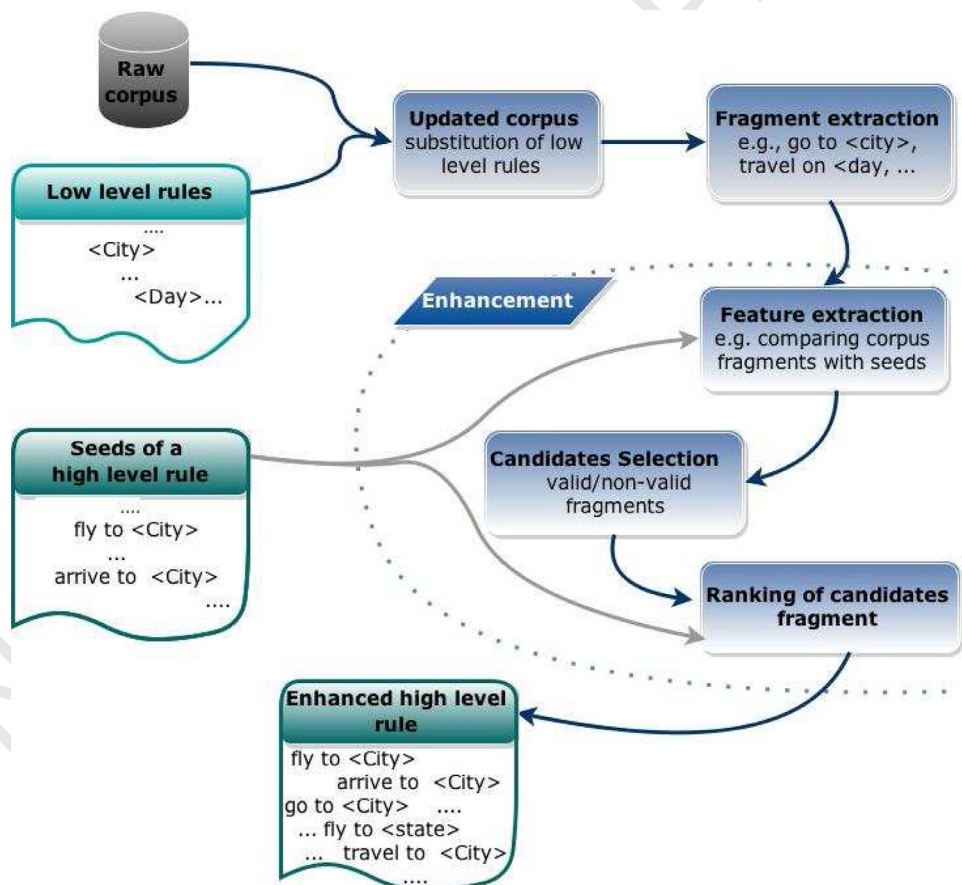 Raw
corpus
Updated corpus
substitution of low
level rules
Fragment extraction
e.g., go to <city>,
travel on <day, ...
Low level rules
....
<City>
...
<Day>...
Enhancement
Feature extraction
e.g. comparing corpus
fragments with seeds
Seeds of a
high level rule
....
fly to <City>
...
arrive to <City>
....
Candidates Selection
valid/non-valid
fragments
Ranking of candidates
fragment
Enhanced high level
rule
fly to <City>
arrive to <City>
go to <City> ....
... fly to <state>
... travel to <City>
....